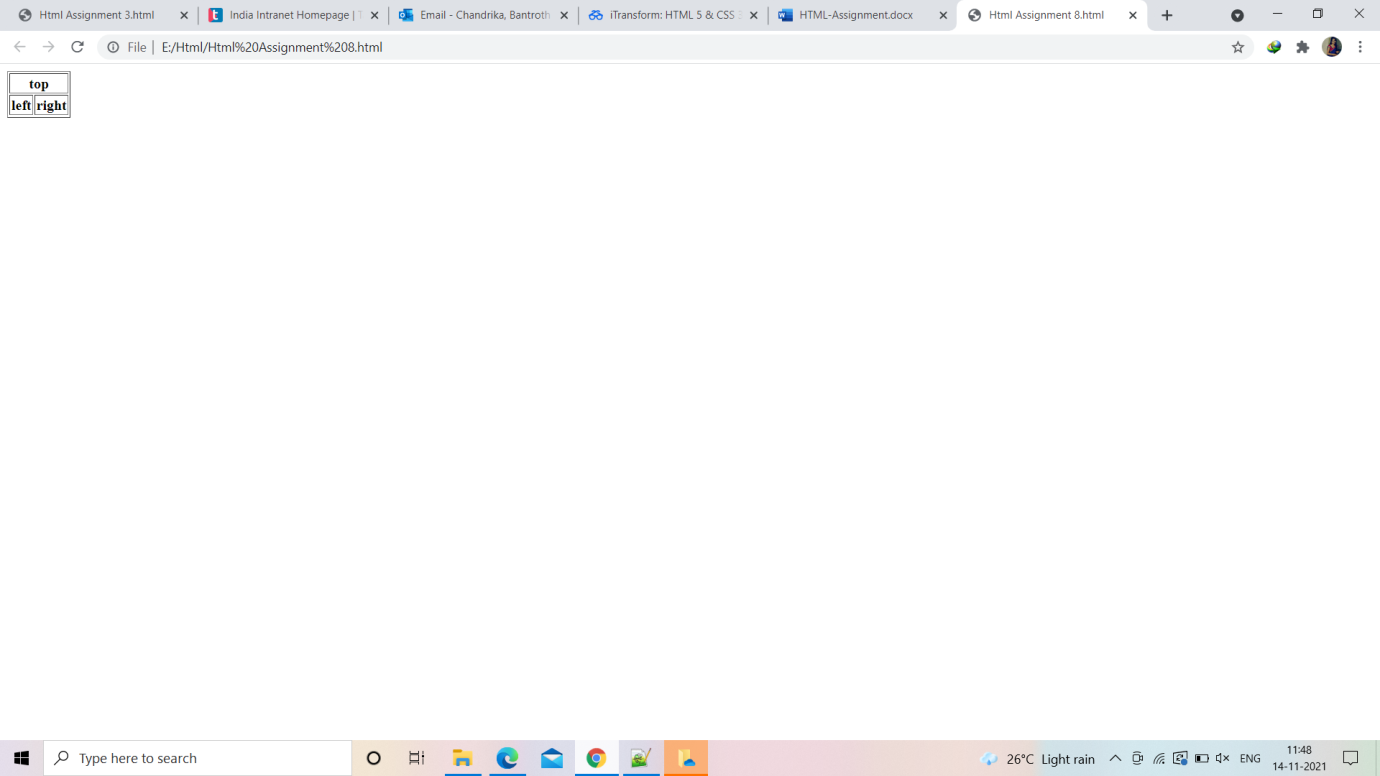 Html Assignment 3.html
India Intranet Homepage | T
Email - Chandrika, Bantroth
iTransform: HTML 5 & CSS 3
HTML-Assignment.docx
Html Assignment 8.html
File | E:/Html/Html%20Assignment%208.html
top
left right
Type here to search
26°C Light rain
ENG
11:48
14-11-2021